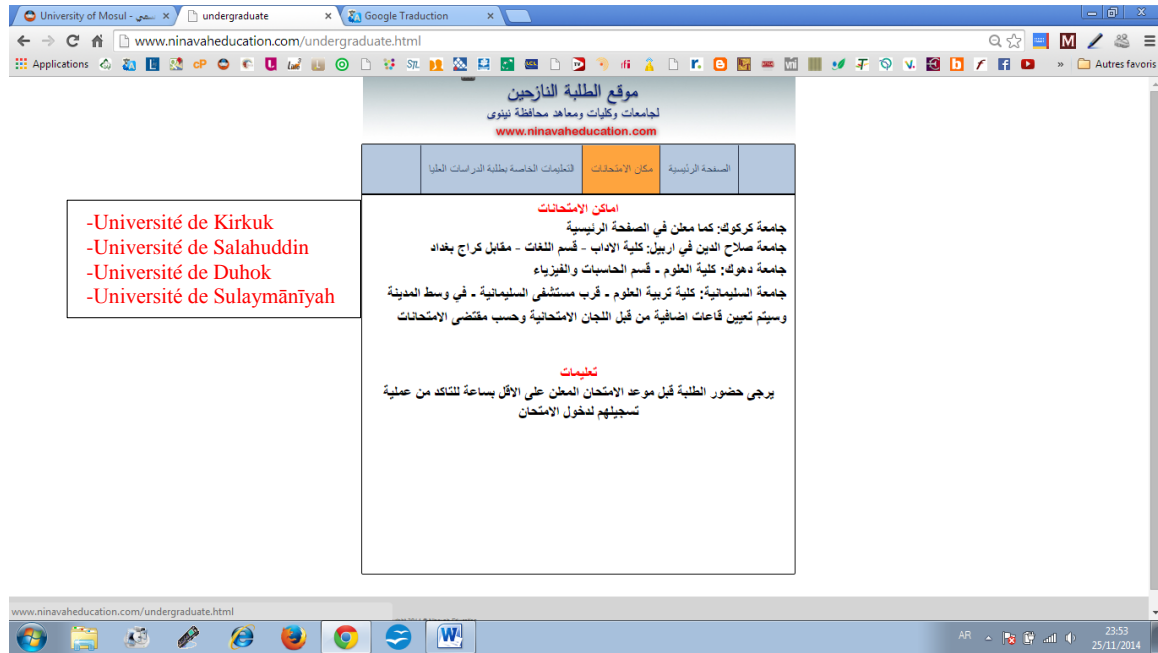 University of Mosul - سمي
undergraduate
Google Traduction
www.ninavaheducation.com/undergraduate.html
Applications
Autres favoris
موقع الطلبة النازحين
لجامعات وكليات ومعاهد محافظة نينوى
www.ninavaheducation.com
الصفحة الرئيسية
مكان الامتحانات
التعليمات الخاصة بطلبة الدراسات العليا
-Université de Kirkuk
-Université de Salahuddin
-Université de Duhok
-Université de Sulaymānīyah
اماكن الامتحانات
جامعة كركوك: كما معلن في الصفحة الرئيسية
جامعة صلاح الدين في اربيل: كلية الاداب - قسم اللغات - مقابل كراج بغداد
جامعة دهوك: كلية العلوم - قسم الحاسبات والفيزياء
جامعة السليمانية: كلية تربية العلوم - قرب مستشفى السليمانية - في وسط المدينة
وسيتم تعيين قاعات اضافية من قبل اللجان الامتحانية وحسب مقتضى الامتحانات
تعليمات
يرجى حضور الطلبة قبل موعد الامتحان المعلن على الاقل بساعة للتاكد من عملية
تسجيلهم لدخول الامتحان
www.ninavaheducation.com/undergraduate.html
AR
23:53
25/11/2014